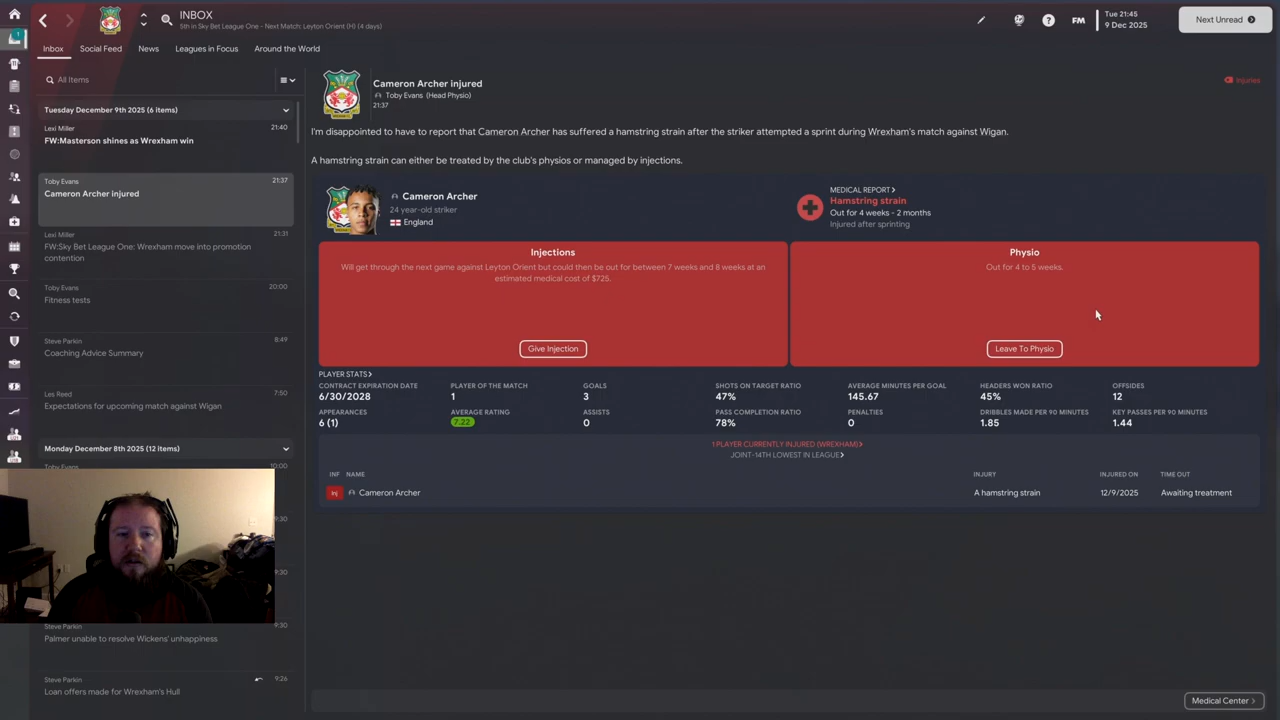 INBOX
5th in Sky Bet League One - Next Match: Leyton Orient (H) (4 days)
FM
Tue 21:45
9 Dec 2025
Next Unread
Inbox
Social Feed
News
Leagues in Focus
Around the World
All Items
Tuesday December 9th 2025 (6 items)
Lexi Miller
21:40
FW:Masterson shines as Wrexham win
Toby Evans
21:37
Cameron Archer injured
Lexi Miller
21:31
FW:Sky Bet League One: Wrexham move into promotion
contention
Toby Evans
20:00
Fitness tests
Steve Parkin
8:49
Coaching Advice Summary
Les Reed
7:50
Expectations for upcoming match against Wigan
Monday December 8th 2025 (12 items)
Toby Evans
10:00
9:30
9:30
Steve Parkin
9:30
Palmer unable to resolve Wickens' unhappiness
Steve Parkin
9:26
Loan offers made for Wrexham's Hull
Cameron Archer injured
Toby Evans (Head Physio)
21:37
Injuries
I'm disappointed to have to report that Cameron Archer has suffered a hamstring strain after the striker attempted a sprint during Wrexham's match against Wigan.
A hamstring strain can either be treated by the club's physios or managed by injections.
Cameron Archer
24 year-old striker
England
MEDICAL REPORT >
Hamstring strain
Out for 4 weeks - 2 months
Injured after sprinting
Injections
Will get through the next game against Leyton Orient but could then be out for between 7 weeks and 8 weeks at an
estimated medical cost of $725.
Give Injection
Physio
Out for 4 to 5 weeks.
Leave To Physio
PLAYER STATS >
CONTRACT EXPIRATION DATE
6/30/2028
PLAYER OF THE MATCH
1
GOALS
3
SHOTS ON TARGET RATIO
47%
AVERAGE MINUTES PER GOAL
145.67
HEADERS WON RATIO
45%
OFFSIDES
12
APPEARANCES
6 (1)
AVERAGE RATING
7.22
ASSISTS
0
PASS COMPLETION RATIO
78%
PENALTIES
0
DRIBBLES MADE PER 90 MINUTES
1.85
KEY PASSES PER 90 MINUTES
1.44
1 PLAYER CURRENTLY INJURED (WREXHAM) >
JOINT-14TH LOWEST IN LEAGUE >
INF NAME
INJURY
INJURED ON
TIME OUT
Inj Cameron Archer
A hamstring strain
12/9/2025
Awaiting treatment
Medical Center >